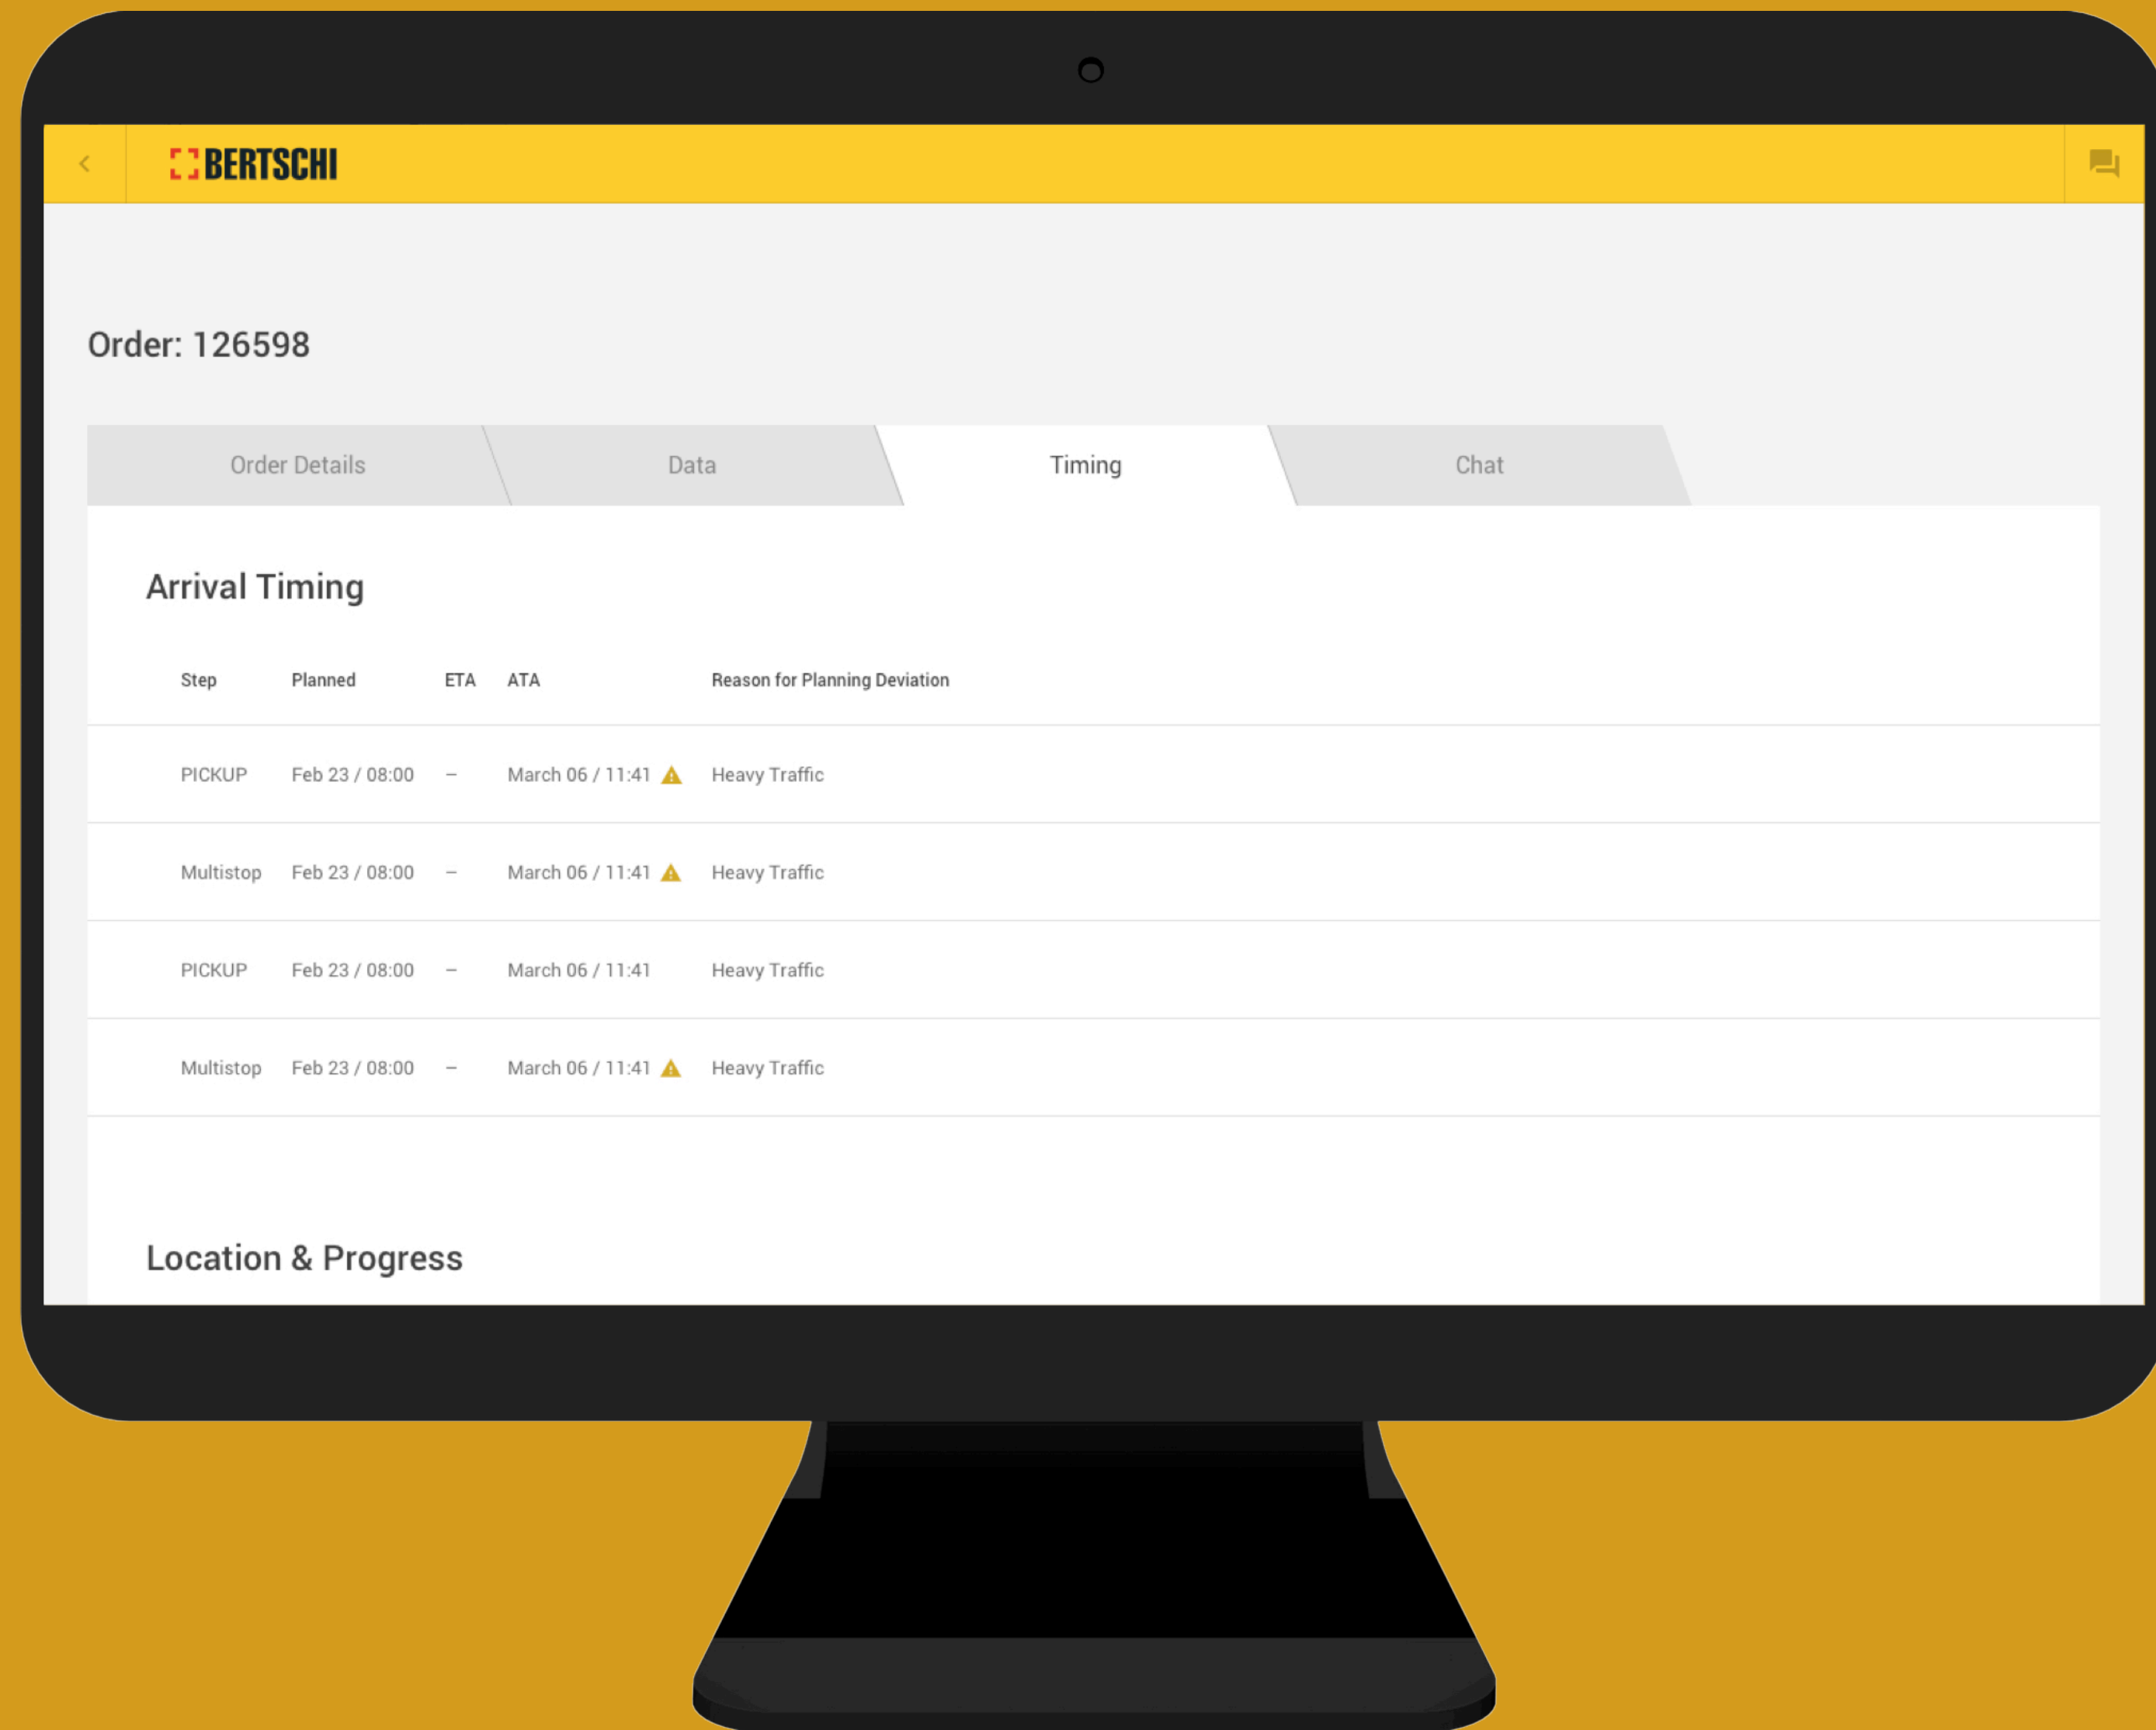 BERTSCHI
Order: 126598
Order Details Data Timing Chat
Arrival Timing
Step Planned ETA ATA Reason for Planning Deviation
PICKUP Feb 23 / 08:00 – March 06 / 11:41 Heavy Traffic
Multistop Feb 23 / 08:00 – March 06 / 11:41 Heavy Traffic
PICKUP Feb 23 / 08:00 – March 06 / 11:41 Heavy Traffic
Multistop Feb 23 / 08:00 – March 06 / 11:41 Heavy Traffic
Location & Progress